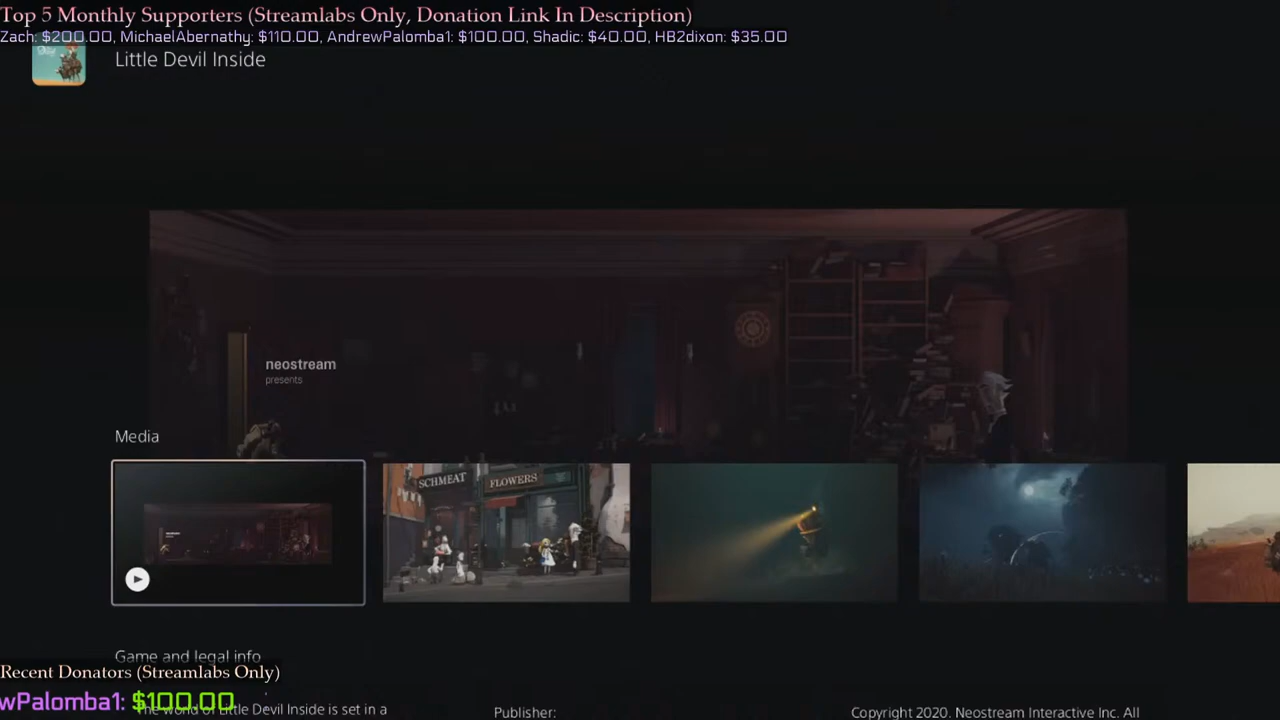 Top 5 Monthly Supporters (Streamlabs Only, Donation Link In Description)
Zach: $200.00, MichaelAbernathy: $110.00, AndrewPalomba1: $100.00, Shadic: $40.00, HB2dixon: $35.00
Little Devil Inside
neostream
presents
Media
SCHMEAT FLOWERS
Game and legal info
Recent Donators (Streamlabs Only)
wPalomba1: $100.00
The world of Little Devil Inside is set in a
Publisher:
Copyright 2020. Neostream Interactive Inc. All